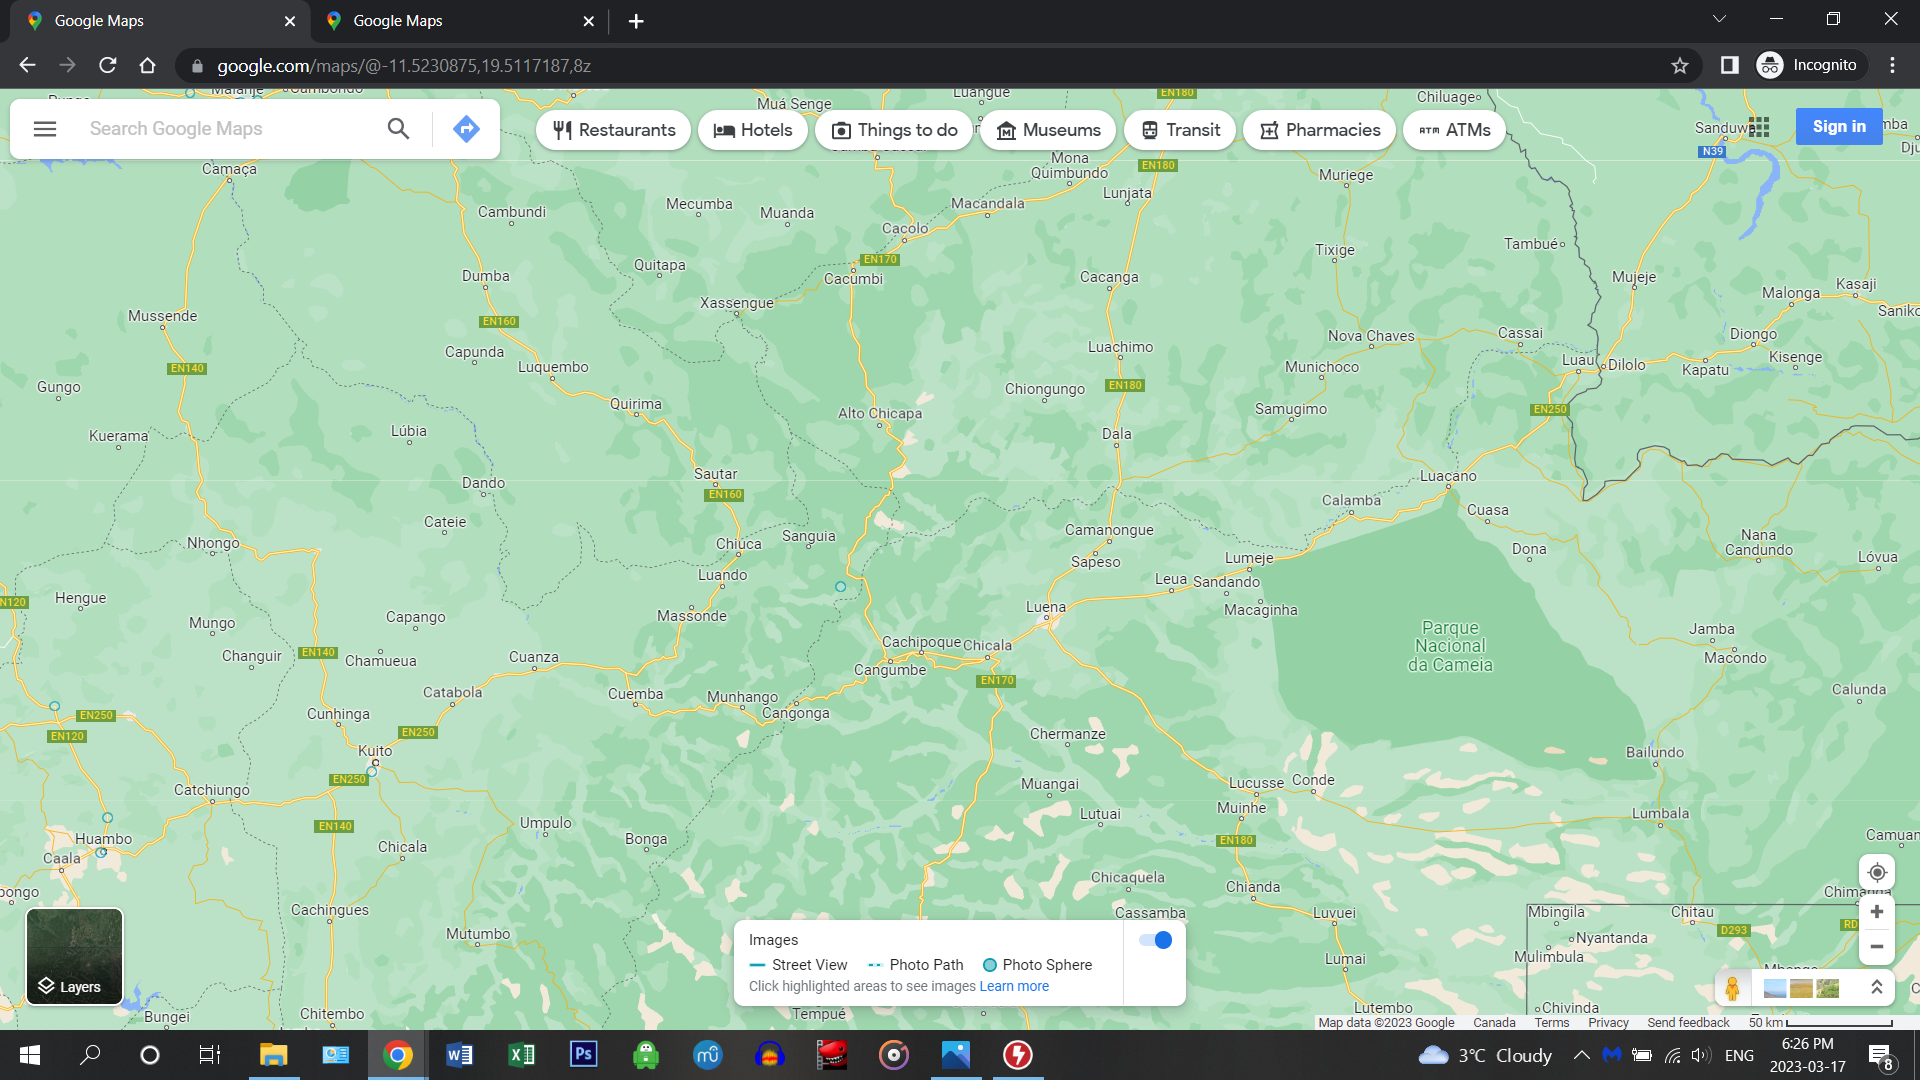 Google Maps
Google Maps
google.com/maps/@-11.5230875,19.5117187,8z
Incognito
Search Google Maps
Restaurants
Hotels
Things to do
Museums
Transit
Pharmacies
ATMs
Sign in
Malanje
Cambondo
Muá Senge
Luangue
EN180
Chiluage
Sanduwa
N39
Camaça
Mona
Quimbundo
EN180
Lunjata
Muriege
Cambundi
Mecumba
Muanda
Macandala
Cacolo
Tixige
Tambué
EN170
Cacumbi
Quitapa
Dumba
Cacanga
Mujeje
Malonga
Kasaji
Xassengue
Mussende
EN160
Saniko
Nova Chaves
Cassai
Diongo
Kisenge
Capunda
Luquembo
Luachimo
EN140
Munichoco
Luau
Dilolo
Kapatu
Gungo
Chiongungo
EN180
Quirima
Alto Chicapa
Samugimo
EN250
Kuerama
Lúbia
Dala
Sautar
EN160
Dando
Luacano
Calamba
Cuasa
Cateie
Nhongo
Sanguia
Chiuca
Camanongue
Sapeso
Lumeje
Dona
Nana
Candundo
Lóvua
Luando
Leua
Sandando
Macaginha
EN120
Hengue
Luena
Massonde
Capango
Mungo
Parque
Nacional
da Cameia
Jamba
Macondo
Changuir
EN140
Chamueua
Cuanza
Cachipoque
Chicala
Cangumbe
EN170
Catabola
Cuemba
Munhango
Cangonga
Calunda
EN250
EN120
Cunhinga
EN250
Chermanze
Kuito
Bailundo
EN250
Muangai
Lucusse
Conde
Catchiungo
Muinhe
Lutuai
Lumbala
EN140
Umpulo
Bonga
EN180
Huambo
Caala
Chicala
Camuan
Chicaquela
Chianda
Cachingues
Cassamba
Luvuei
Mbingila
Chitau
D293
RD
Mutumbo
Nyantanda
Mulimbula
Lumai
Layers
Images
Street View
Photo Path
Photo Sphere
Click highlighted areas to see images Learn more
Bungei
Chitembo
Tempué
Lutembo
Chivinda
Map data ©2023 Google
Canada
Terms
Privacy
Send feedback
50 km
3°C Cloudy
ENG
6:26 PM
2023-03-17
8